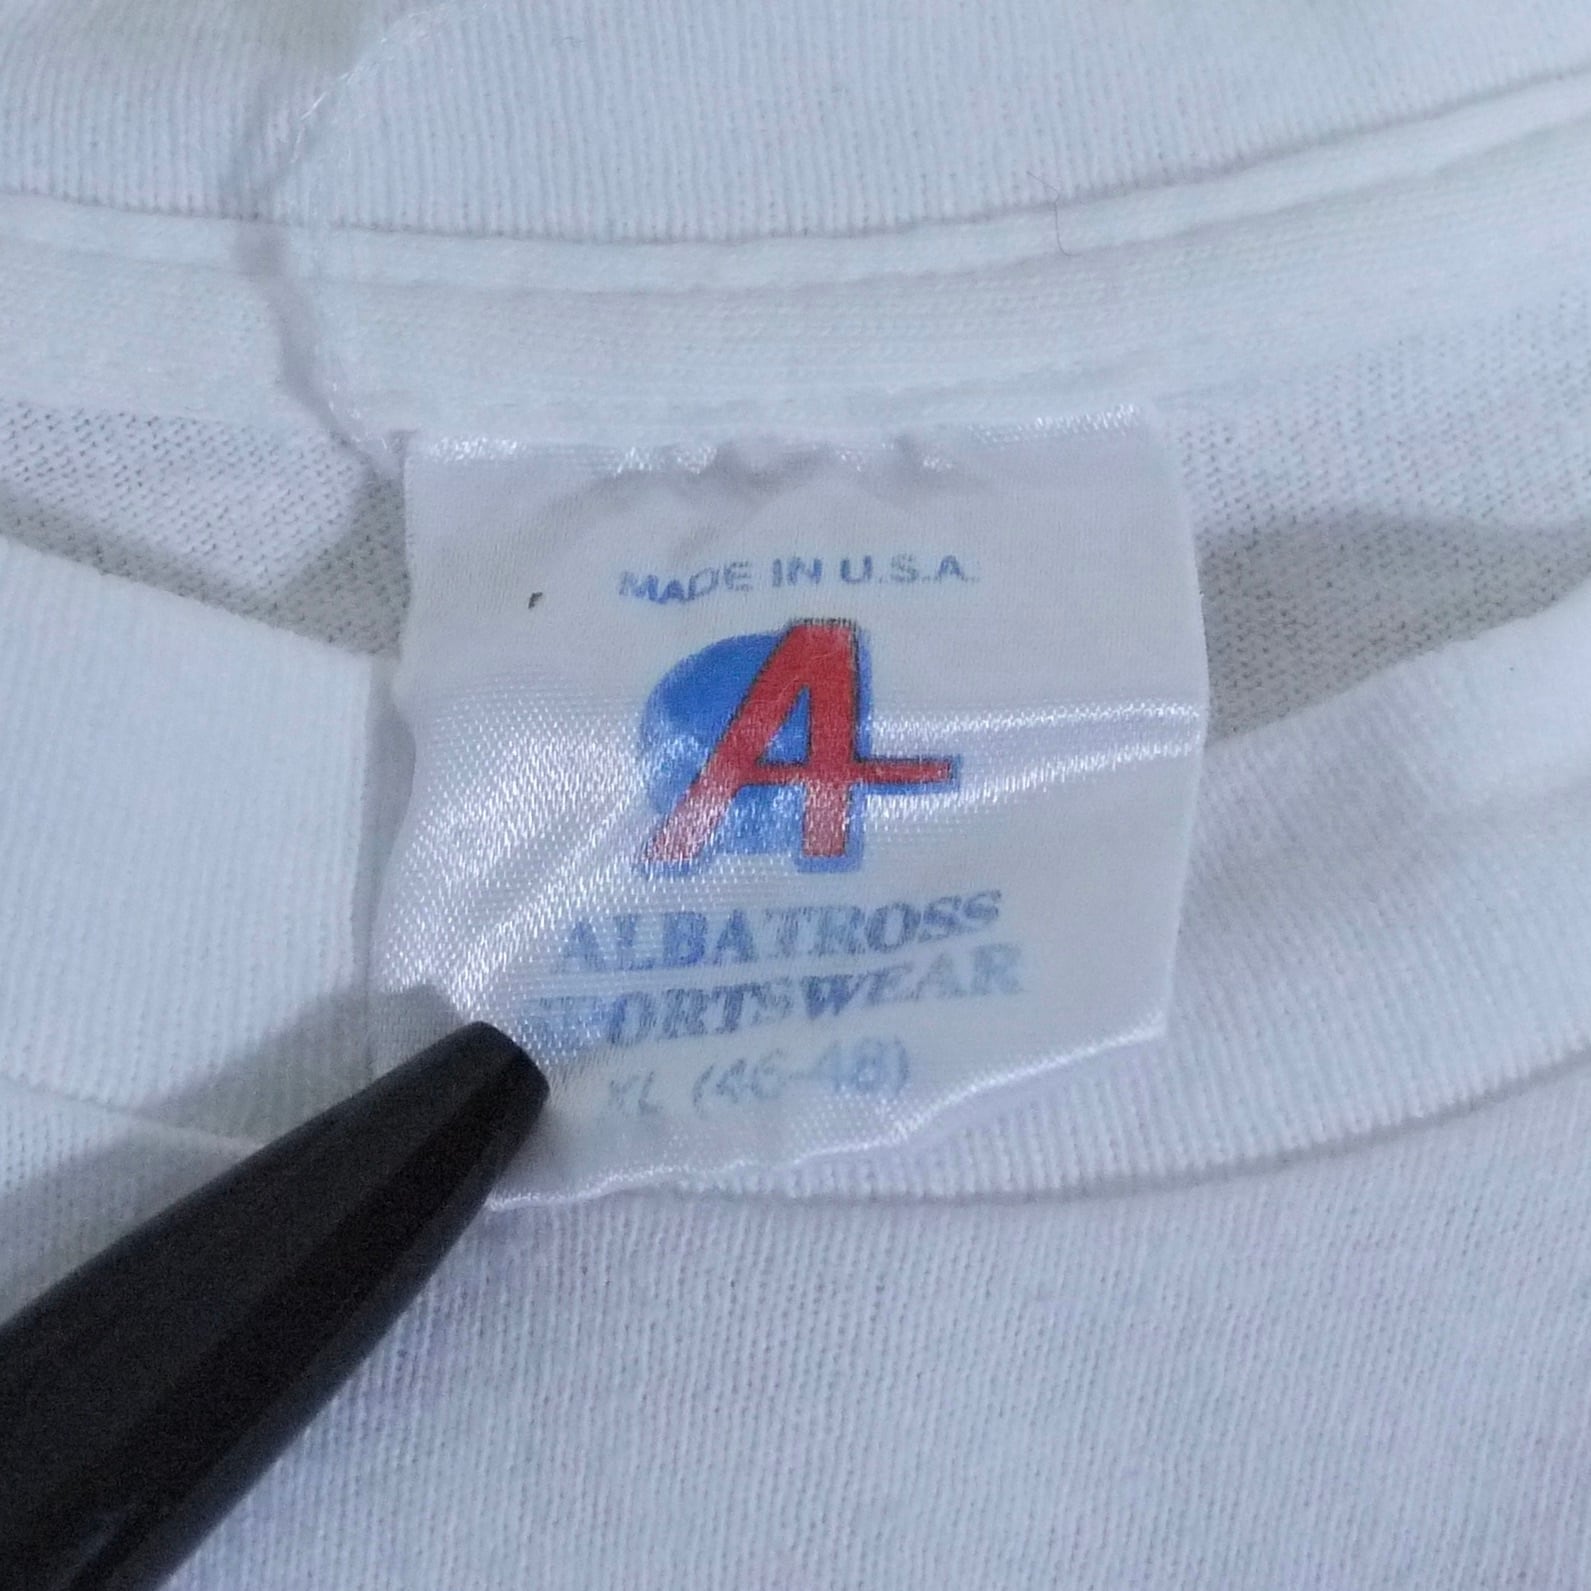 MADE IN U.S.A.
A
ALBATROSS
SPORTSWEAR
XL (46-48)